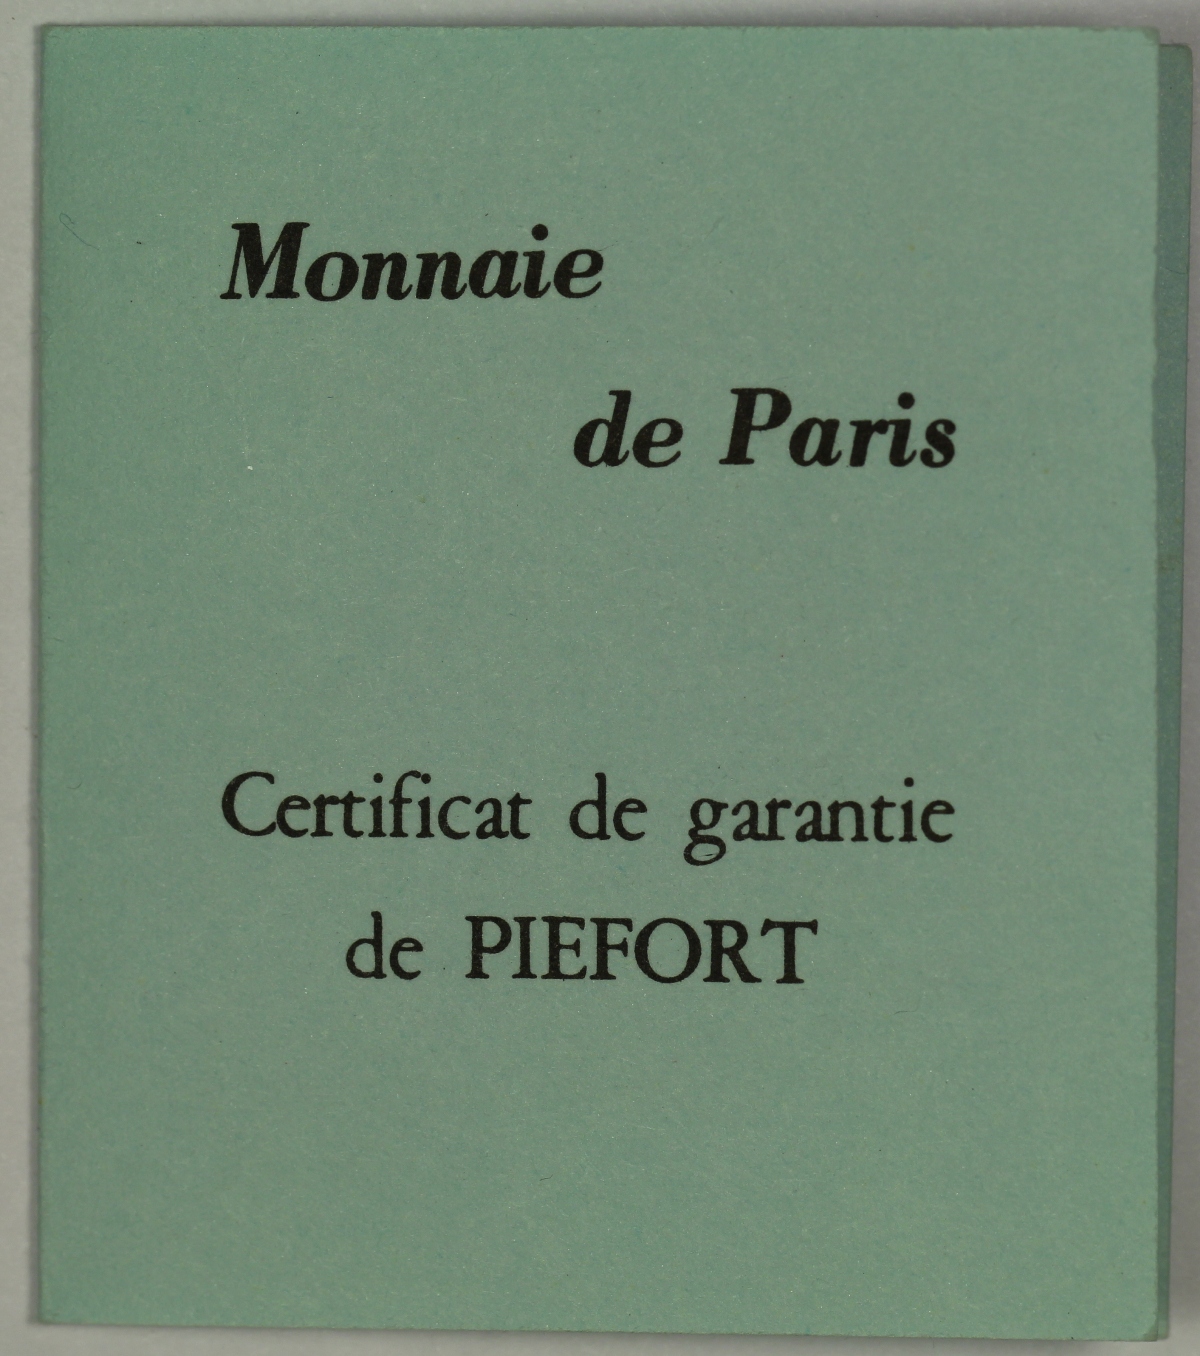 Monnaie
de Paris
Certificat de garantie
de PIEFORT